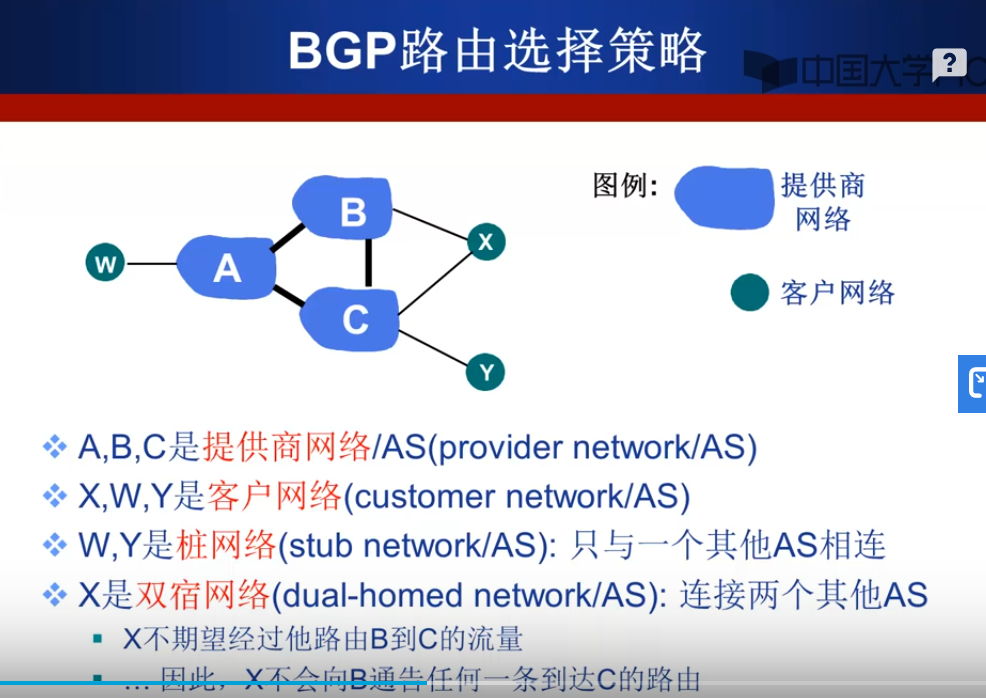 BGP路由选择策略
中国大学
?
图例:
提供商
网络
客户网络
B
X
W
A
C
Y
A,B,C是提供商网络/AS(provider network/AS)
X,W,Y是客户网络(customer network/AS)
W,Y是桩网络(stub network/AS): 只与一个其他AS相连
X是双宿网络(dual-homed network/AS): 连接两个其他AS
X不期望经过他路由B到C的流量
… 因此，X不会向B通告任何一条到达C的路由